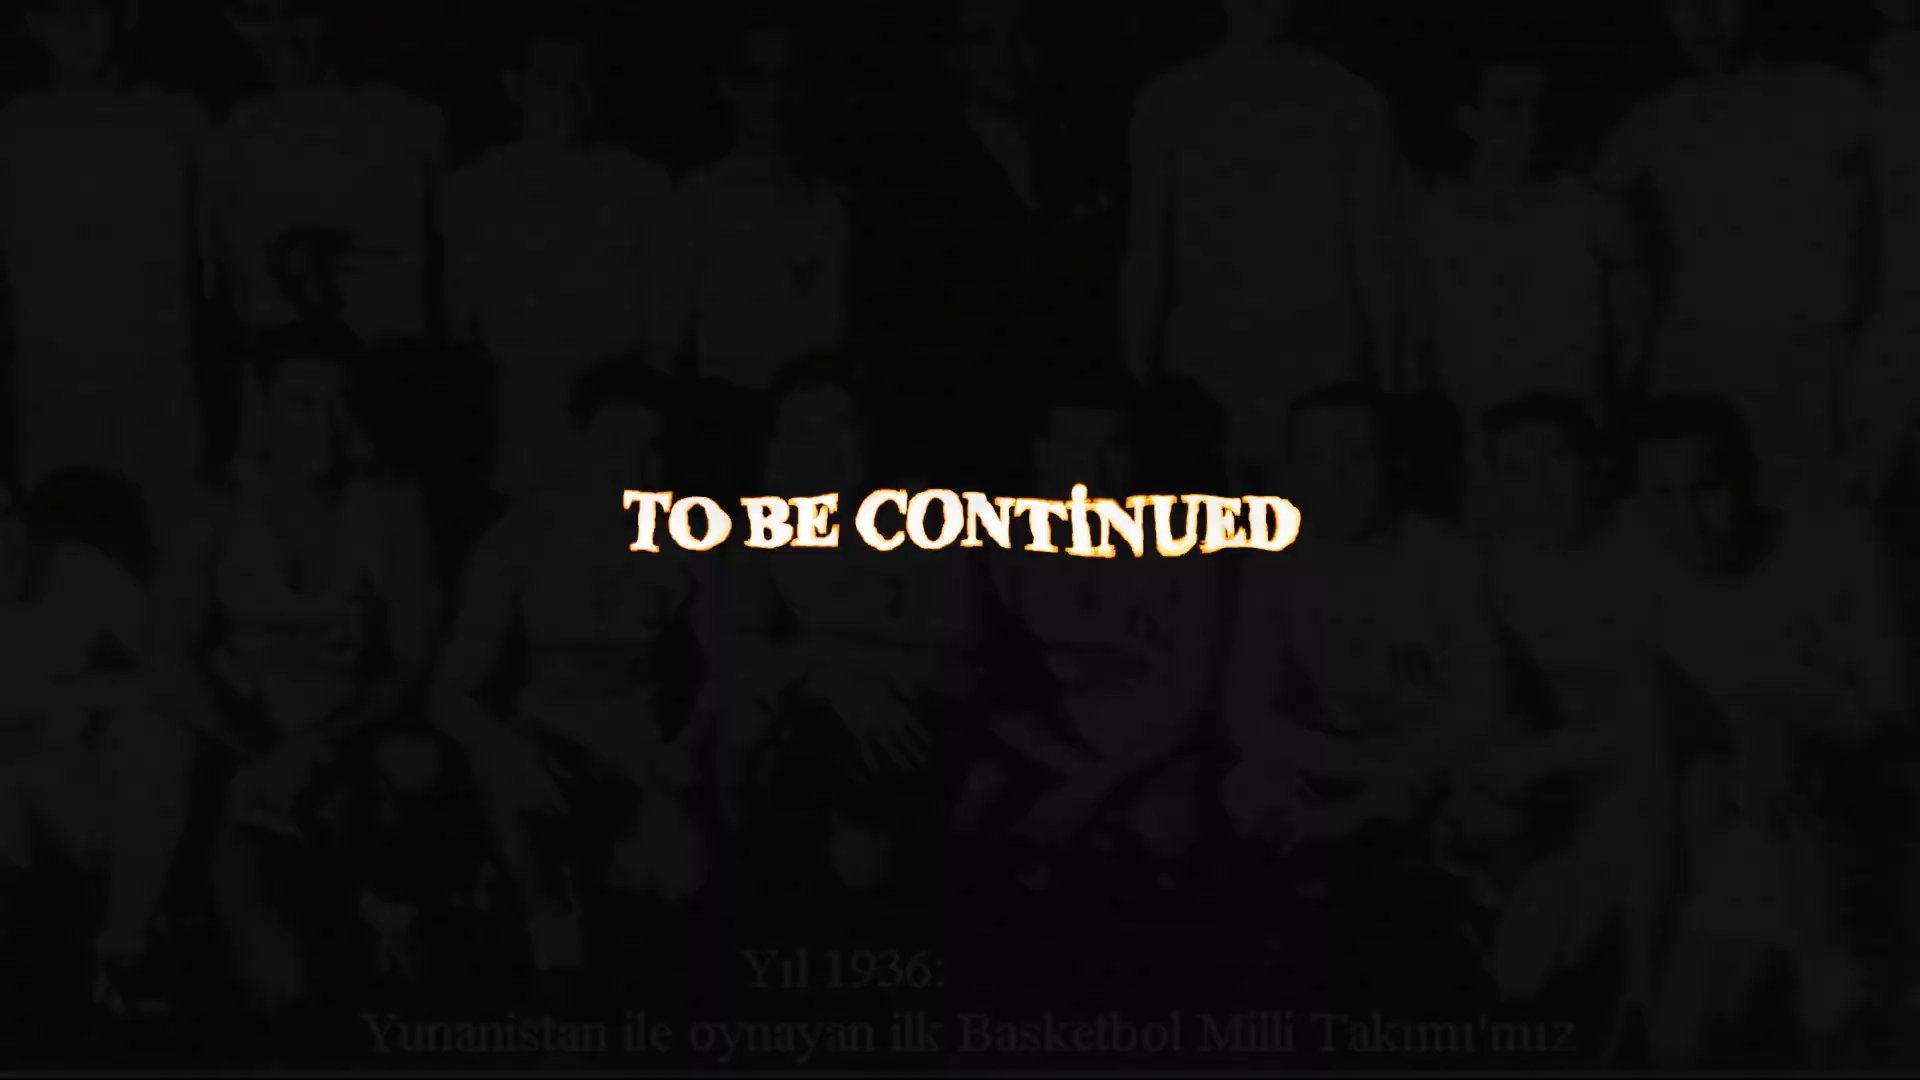 TO BE CONTİNUED
Yıl 1936:
Yunanistan ile oynayan ilk Basketbol Milli Takımı'mız